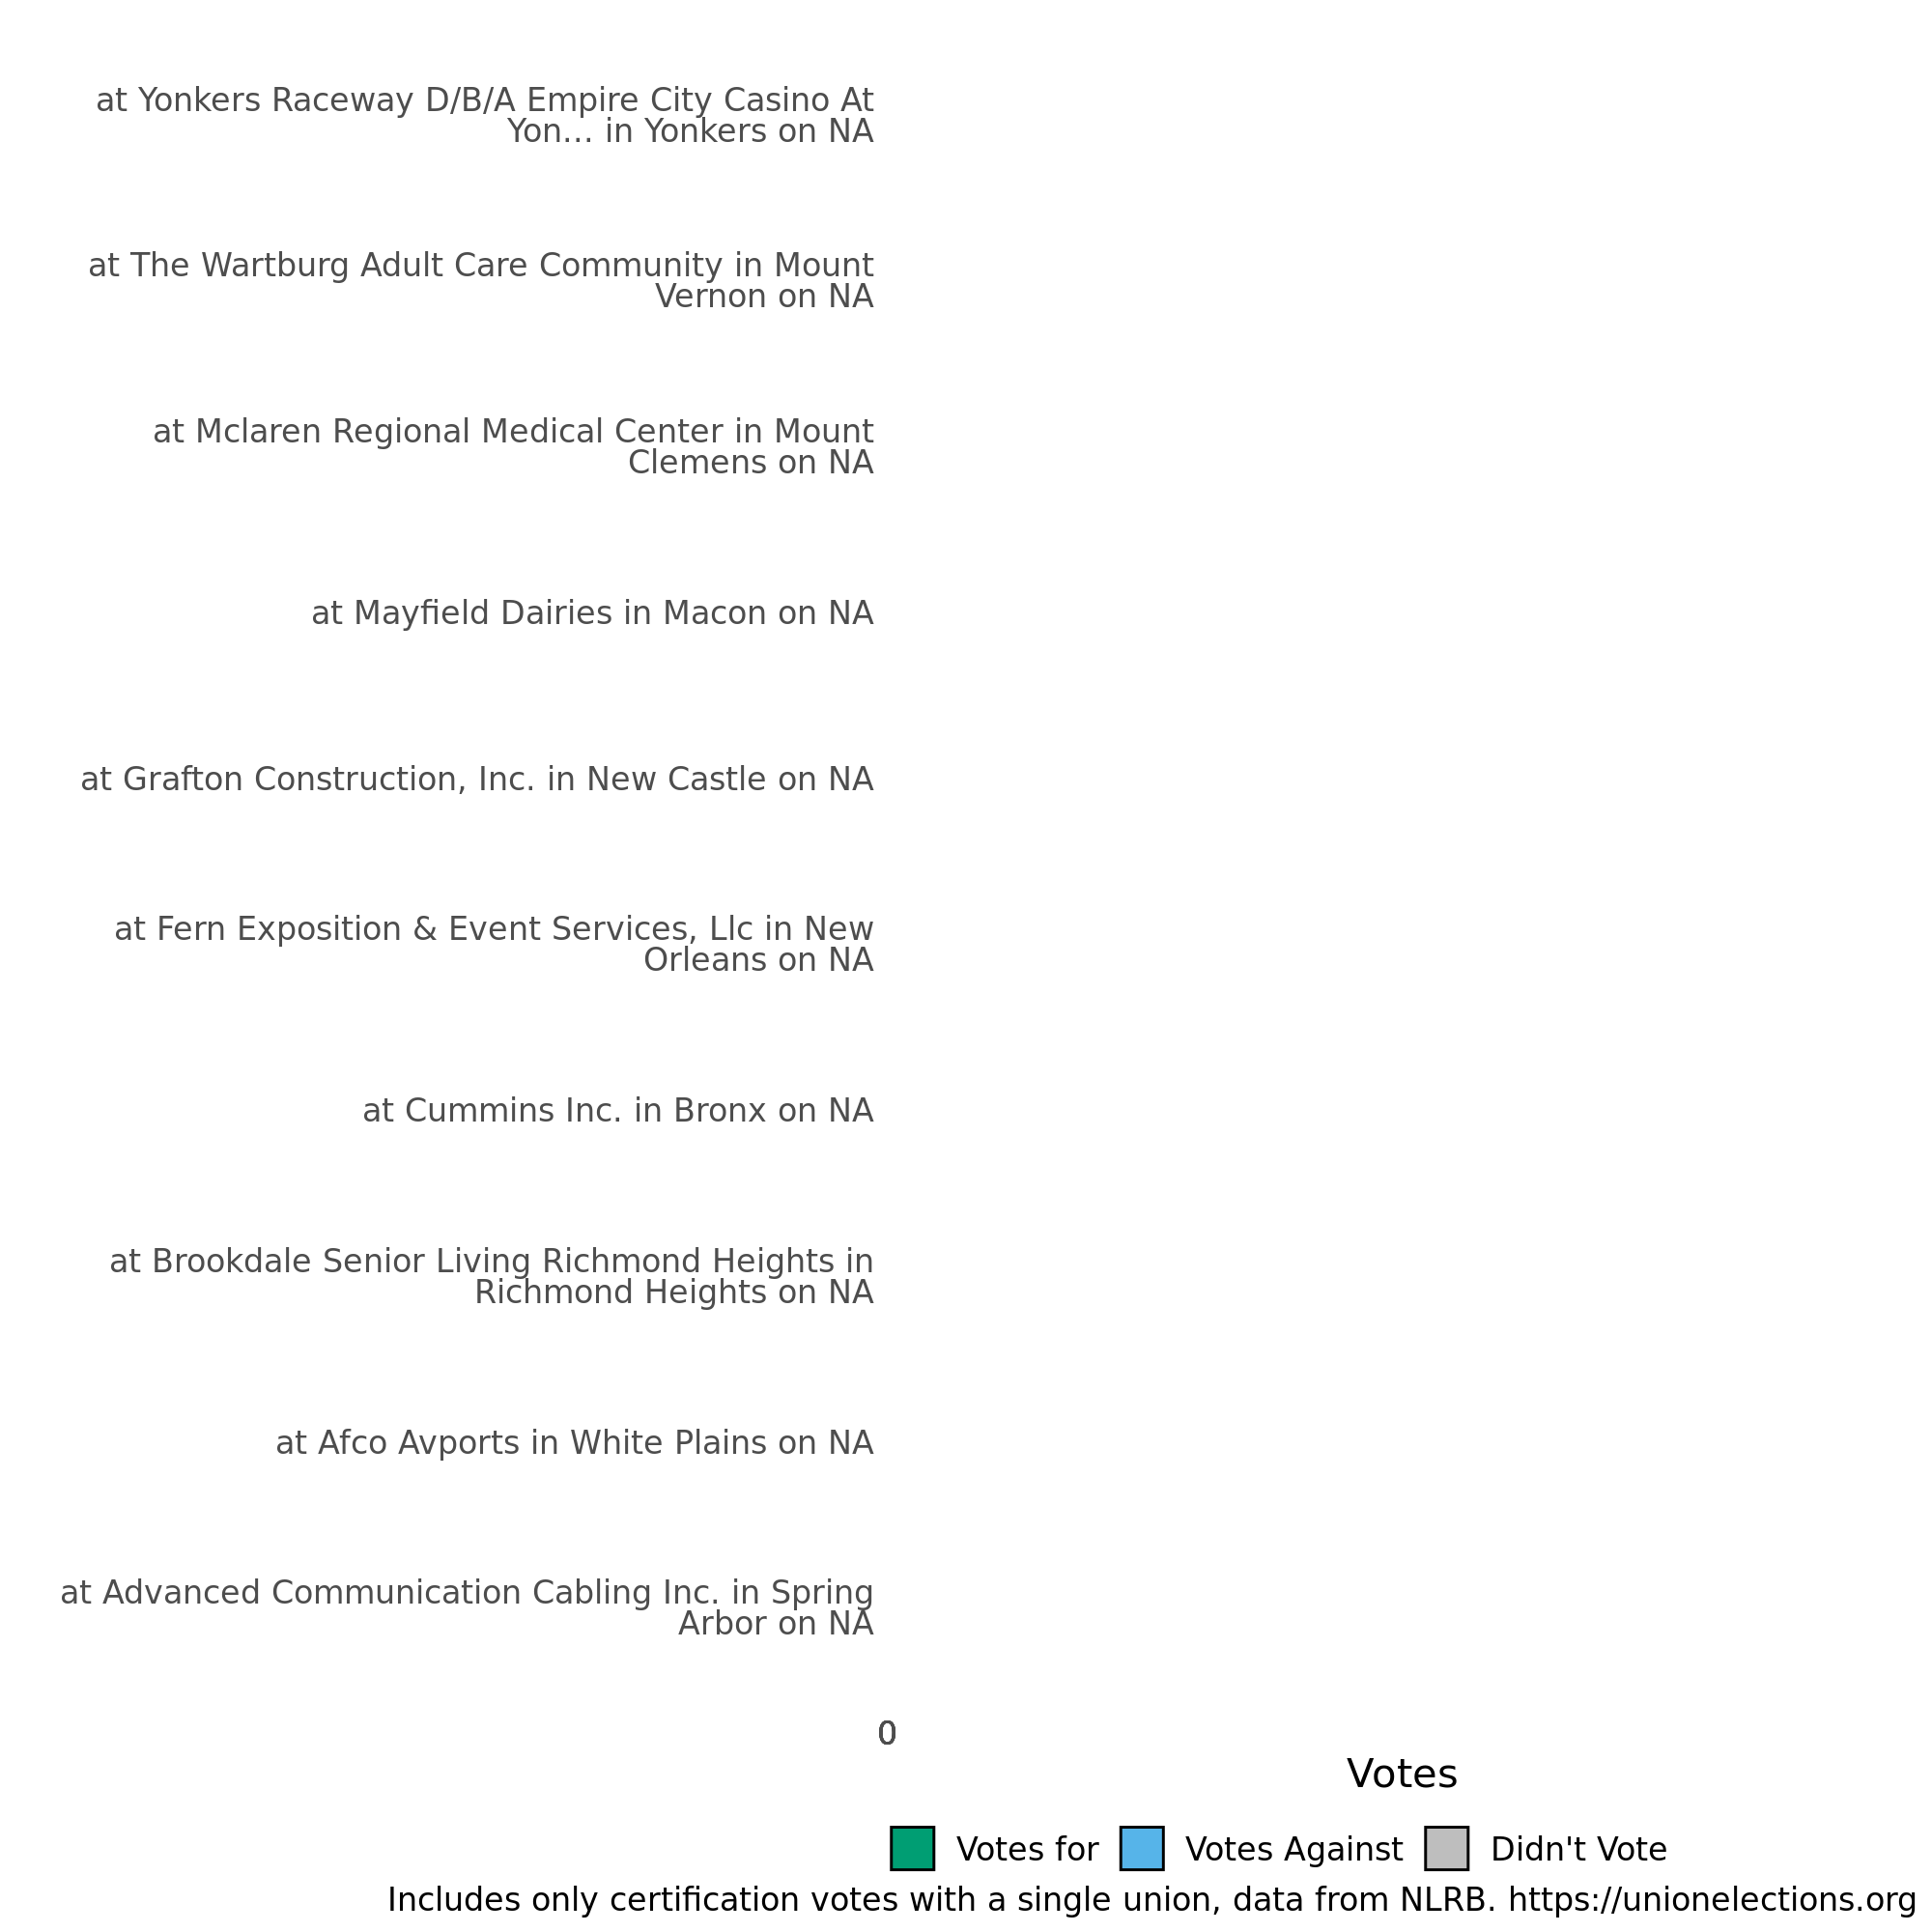 at Yonkers Raceway D/B/A Empire City Casino At
Yon... in Yonkers on NA
at The Wartburg Adult Care Community in Mount
Vernon on NA
at Mclaren Regional Medical Center in Mount
Clemens on NA
at Mayfield Dairies in Macon on NA
at Grafton Construction, Inc. in New Castle on NA
at Fern Exposition & Event Services, Llc in New
Orleans on NA
at Cummins Inc. in Bronx on NA
at Brookdale Senior Living Richmond Heights in
Richmond Heights on NA
at Afco Avports in White Plains on NA
at Advanced Communication Cabling Inc. in Spring
Arbor on NA
0
Votes
Votes for Votes Against Didn't Vote
Includes only certification votes with a single union, data from NLRB. https://unionelections.org